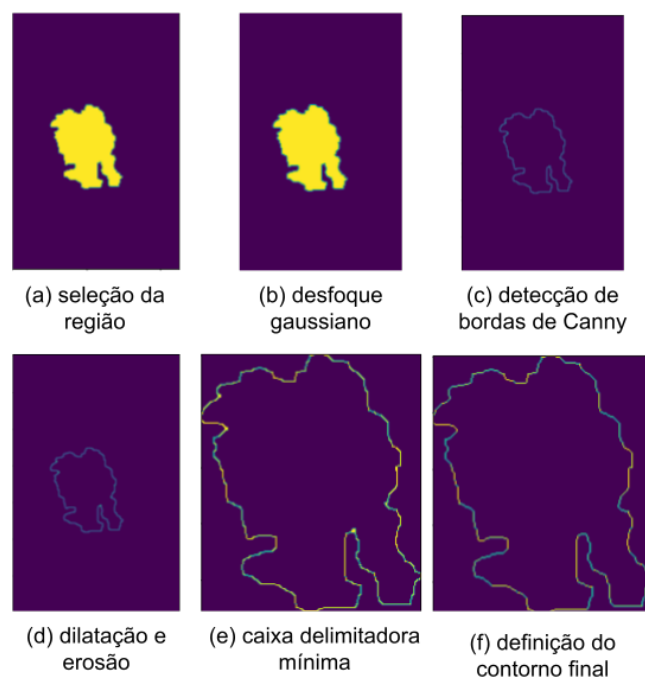 (a) seleção da
região
(b) desfoque
gaussiano
(c) detecção de
bordas de Canny
(d) dilatação e
erosão
(e) caixa delimitadora
mínima
(f) definição do
contorno final